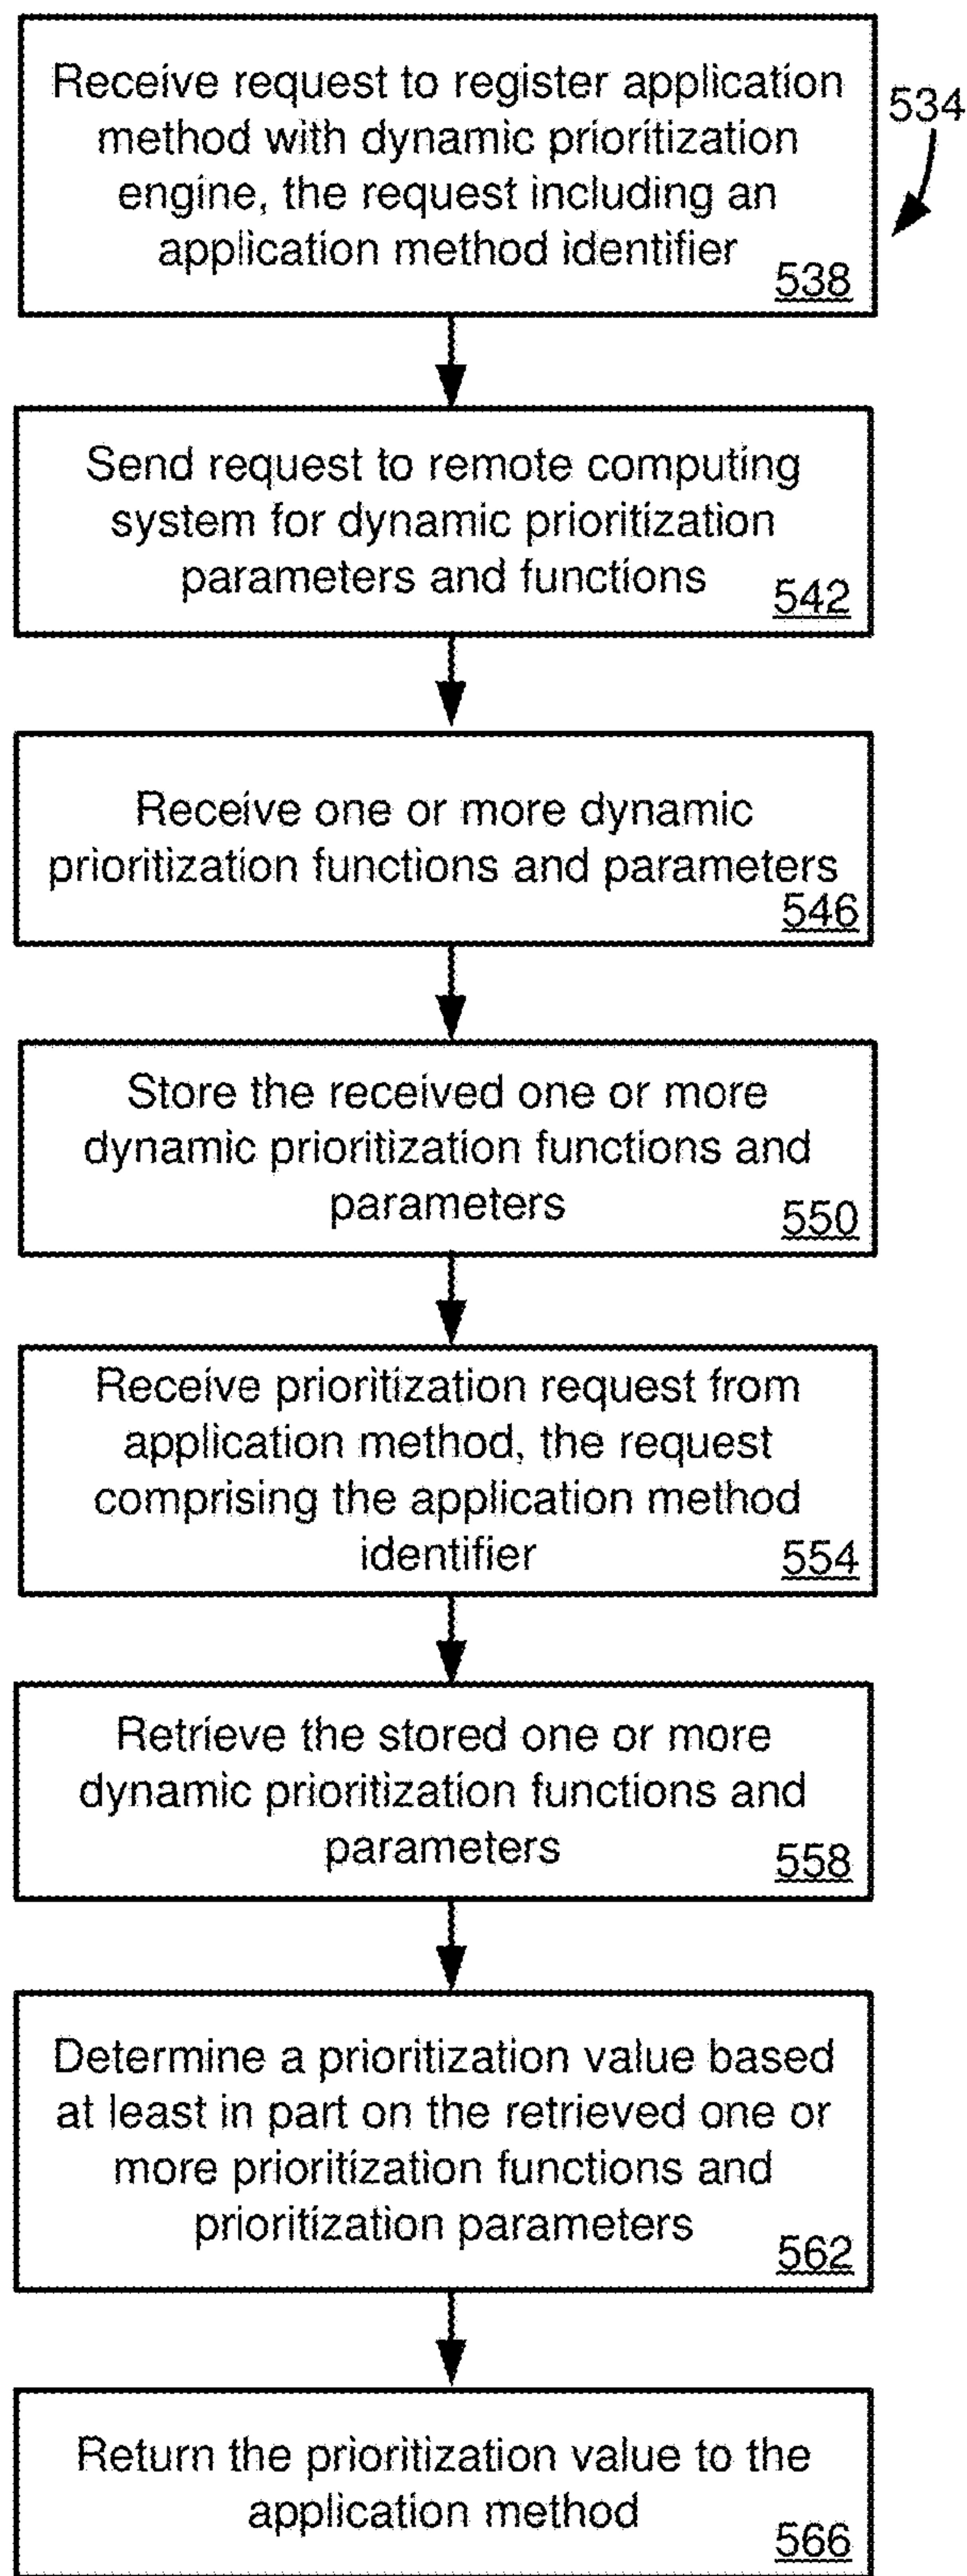 Receive request to register application
method with dynamic prioritization
engine, the request including an
application method identifier
538
534
Send request to remote computing
system for dynamic prioritization
parameters and functions
542
Receive one or more dynamic
prioritization functions and parameters
546
Store the received one or more
dynamic prioritization functions and
parameters
550
Receive prioritization request from
application method, the request
comprising the application method
identifier
554
Retrieve the stored one or more
dynamic prioritization functions and
parameters
558
Determine a prioritization value based
at least in part on the retrieved one or
more prioritization functions and
prioritization parameters
562
Return the prioritization value to the
application method
566